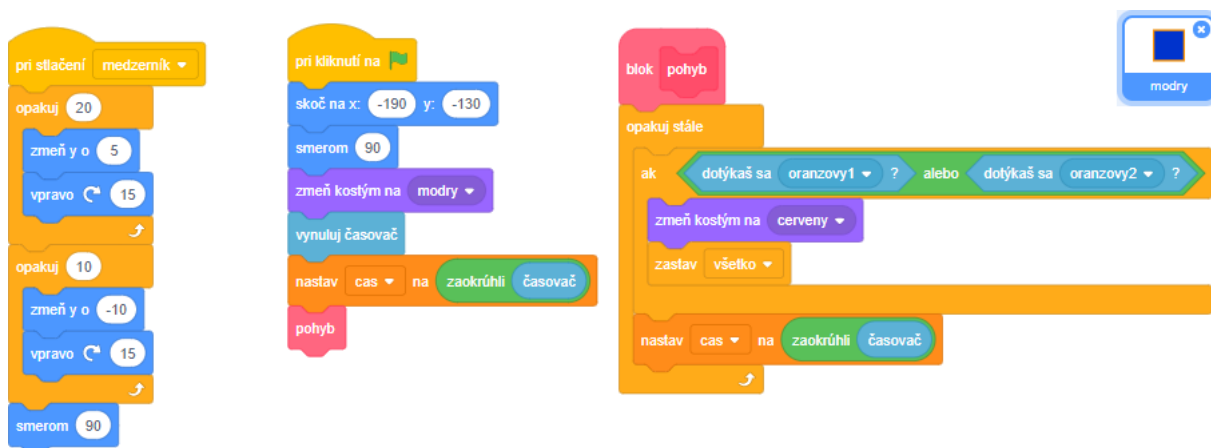 pri stlačení medzerník
opakuj 20
zmeň y o 5
vpravo 15
opakuj 10
zmeň y o -10
vpravo 15
smerom 90
pri kliknutí na
skoč na x: -190 y: -130
smerom 90
zmeň kostým na modry
vynuluj časovač
nastav cas na zaokrúhli časovač
pohyb
blok pohyb
opakuj stále
ak dotýkaš sa oranzovy1 ? alebo dotýkaš sa oranzovy2 ?
zmeň kostým na cerveny
zastav všetko
nastav cas na zaokrúhli časovač
modry